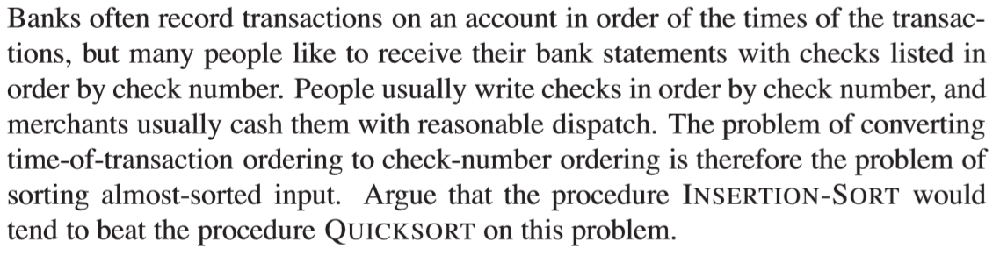 Banks often record transactions on an account in order of the times of the transac-
tions, but many people like to receive their bank statements with checks listed in
order by check number. People usually write checks in order by check number, and
merchants usually cash them with reasonable dispatch. The problem of converting
time-of-transaction ordering to check-number ordering is therefore the problem of
sorting almost-sorted input. Argue that the procedure INSERTION-SORT would
tend to beat the procedure QUICKSORT on this problem.